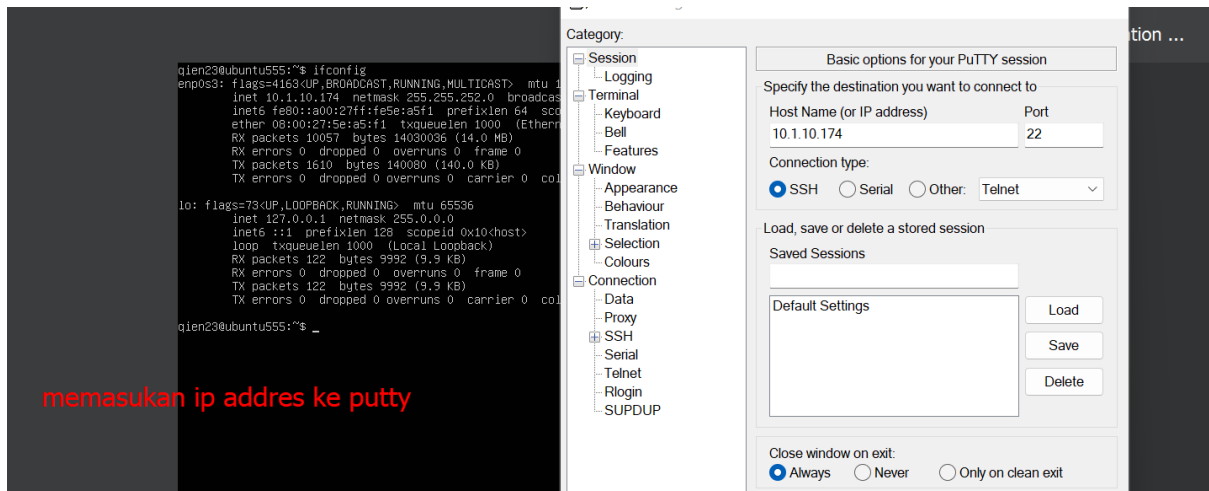 tion ...
qien23@ubuntu555:~$ ifconfig
enp0s3: flags=4163<UP,BROADCAST,RUNNING,MULTICAST> mtu 1
inet 10.1.10.174 netmask 255.255.252.0 broadcas
inet6 fe80::a00:27ff:fe5e:a5f1 prefixlen 64 sco
ether 08:00:27:5e:a5:f1 txqueuelen 1000 (Ethern
RX packets 10057 bytes 14030036 (14.0 MB)
RX errors 0 dropped 0 overruns 0 frame 0
TX packets 1610 bytes 140080 (140.0 KB)
TX errors 0 dropped 0 overruns 0 carrier 0 col
lo: flags=73<UP,LOOPBACK,RUNNING> mtu 65536
inet 127.0.0.1 netmask 255.0.0.0
inet6 ::1 prefixlen 128 scopeid 0x10<host>
loop txqueuelen 1000 (Local Loopback)
RX packets 122 bytes 9992 (9.9 KB)
RX errors 0 dropped 0 overruns 0 frame 0
TX packets 122 bytes 9992 (9.9 KB)
TX errors 0 dropped 0 overruns 0 carrier 0 col
qien23@ubuntu555:~$ _
memasukan ip addres ke putty
Category:
Session
Logging
Terminal
Keyboard
Bell
Features
Window
Appearance
Behaviour
Translation
Selection
Colours
Connection
Data
Proxy
SSH
Serial
Telnet
Rlogin
SUPDUP
Basic options for your PuTTY session
Specify the destination you want to connect to
Host Name (or IP address) Port
10.1.10.174 22
Connection type:
SSH Serial Other: Telnet
Load, save or delete a stored session
Saved Sessions
Default Settings
Load
Save
Delete
Close window on exit:
Always Never Only on clean exit